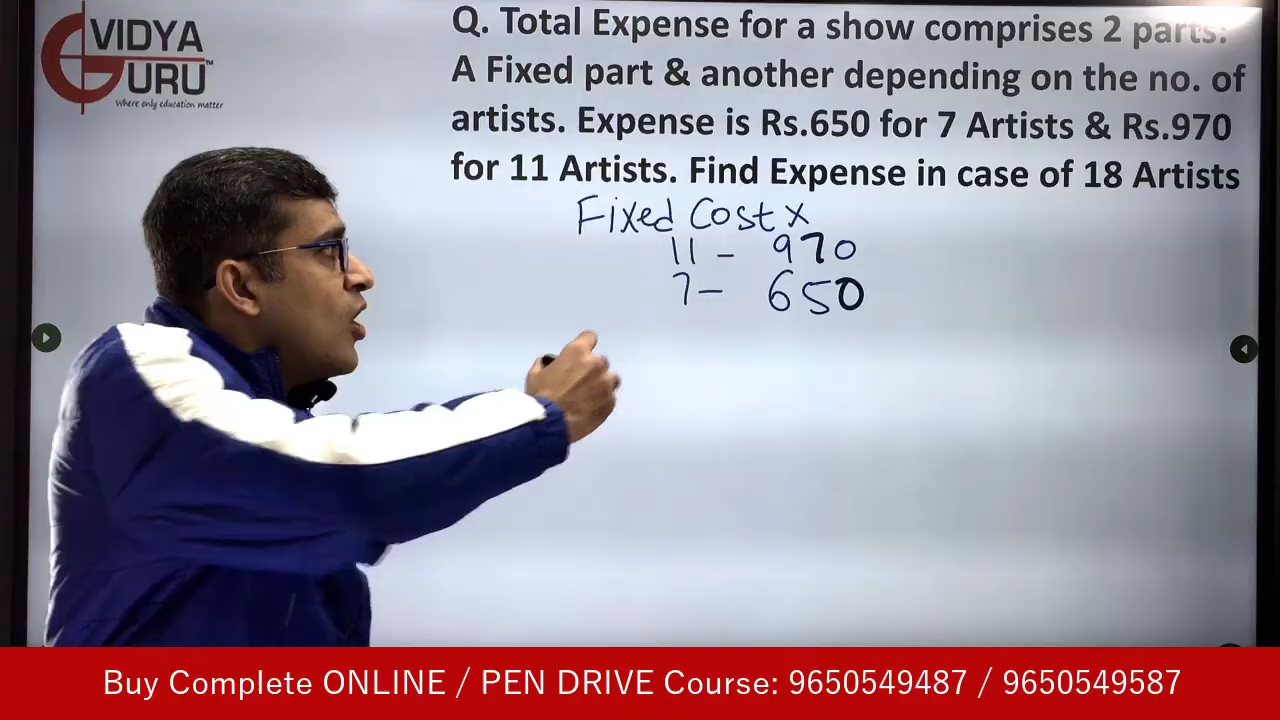 VIDYA
GURU™
Where only education matter
Q. Total Expense for a show comprises 2 parts:
A Fixed part & another depending on the no. of
artists. Expense is Rs.650 for 7 Artists & Rs.970
for 11 Artists. Find Expense in case of 18 Artists
Fixed Cost x
11 - 970
7 - 650
Buy Complete ONLINE / PEN DRIVE Course: 9650549487 / 9650549587